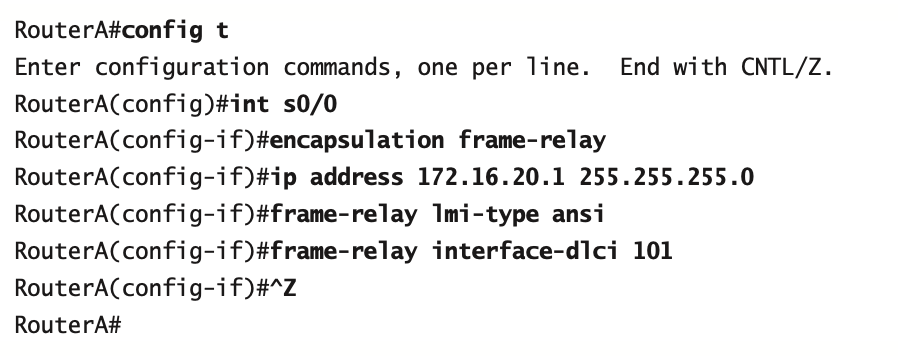 RouterA#config t
Enter configuration commands, one per line.  End with CNTL/Z.
RouterA(config)#int s0/0
RouterA(config-if)#encapsulation frame-relay
RouterA(config-if)#ip address 172.16.20.1 255.255.255.0
RouterA(config-if)#frame-relay lmi-type ansi
RouterA(config-if)#frame-relay interface-dlci 101
RouterA(config-if)#^Z
RouterA#